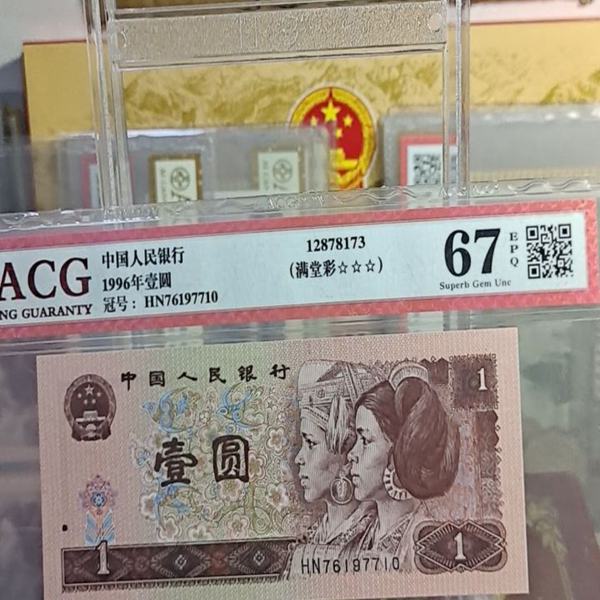 ACG
NG GUARANTY
中国人民银行
1996年壹圆
冠号: HN76197710
12878173
(满堂彩☆☆☆)
67
EPQ
Superb Gem Unc
中国人民银行
1
壹圆
1
HN76197710
1